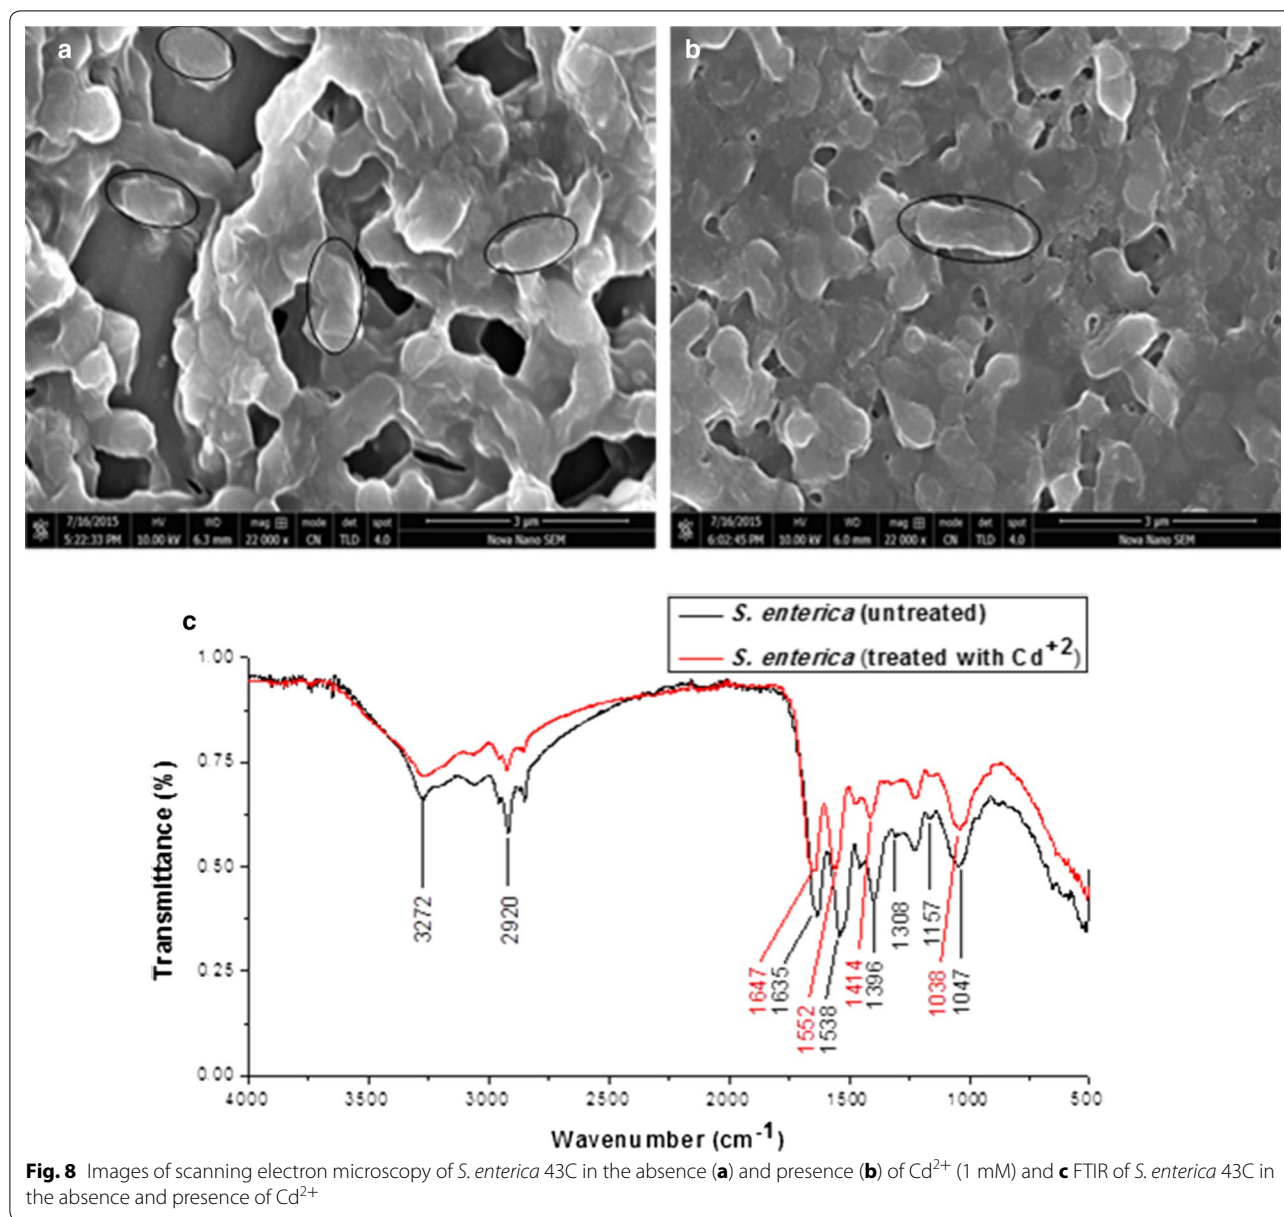 a
b
7/16/2015 HV WD mag ⊞ mode det spot 3 µm
5:22:33 PM 10.00 kV 6.3 mm 22 000 x CN TLD 4.0 Nova Nano SEM
7/16/2015 HV WD mag ⊞ mode det spot 3 µm
6:02:45 PM 10.00 kV 6.0 mm 22 000 x CN TLD 1.0 Nova Nano SEM
c
S. enterica (untreated)
S. enterica (treated with Cd⁺²)
Transmittance (%)
1.00
0.75
0.50
0.25
0.00
3272
2920
1647
1635
1552
1538
1414
1396
1308
1157
1038
1047
4000 3500 3000 2500 2000 1500 1000 500
Wavenumber (cm⁻¹)
Fig. 8 Images of scanning electron microscopy of S. enterica 43C in the absence (a) and presence (b) of Cd²⁺ (1 mM) and c FTIR of S. enterica 43C in
the absence and presence of Cd²⁺